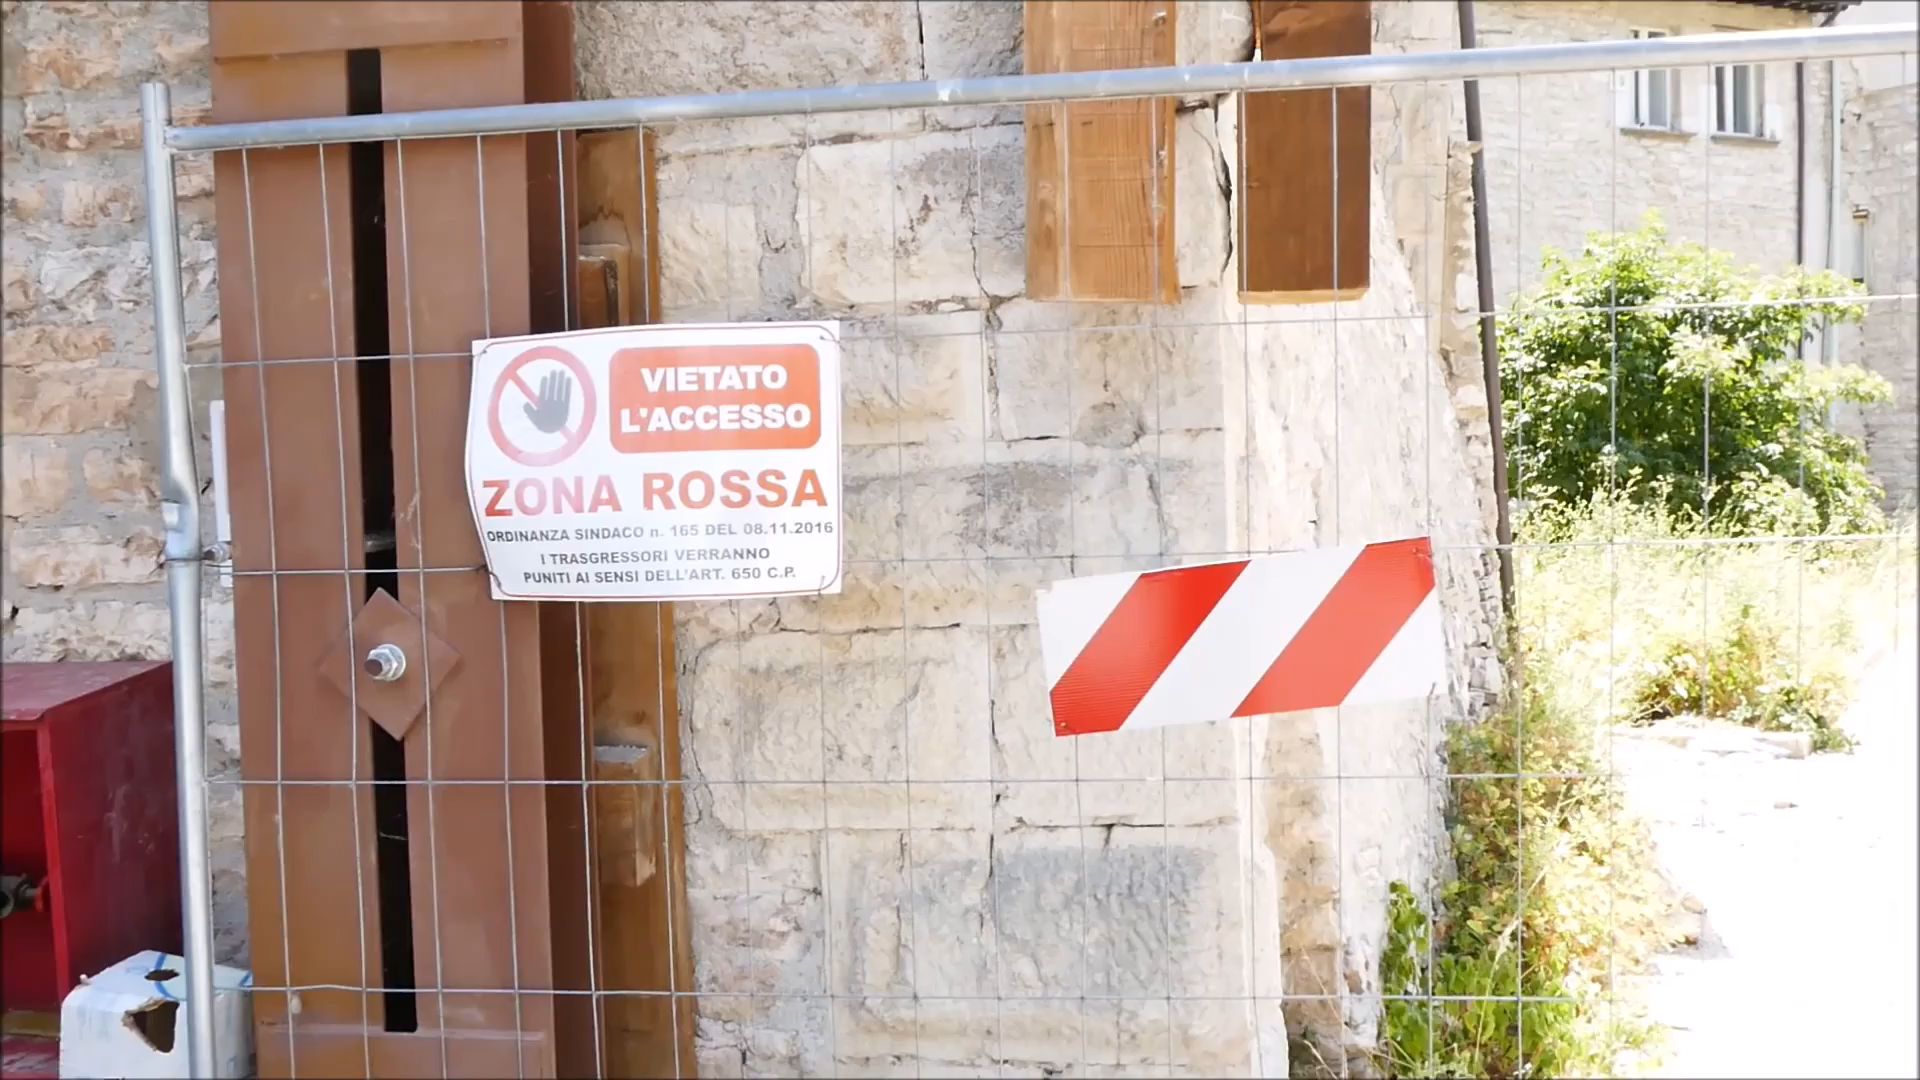 VIETATO
L'ACCESSO
ZONA ROSSA
ORDINANZA SINDACO n. 165 DEL 08.11.2016
I TRASGRESSORI VERRANNO
PUNITI AI SENSI DELL'ART. 650 C.P.